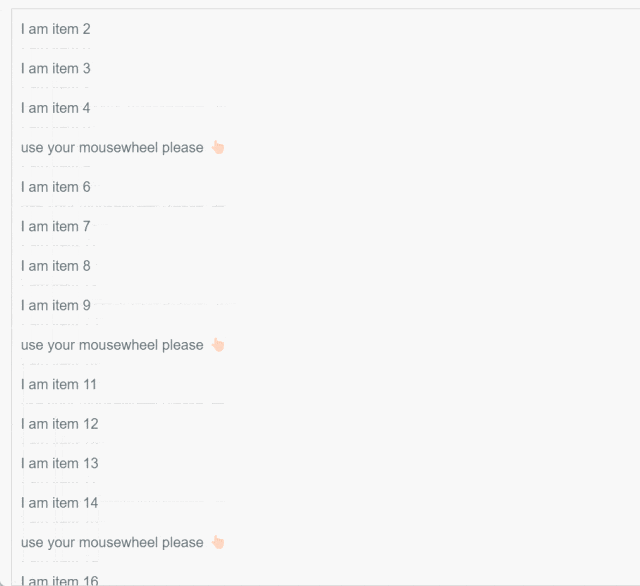 I am item 2
I am item 3
I am item 4
use your mousewheel please 👆🏻
I am item 6
I am item 7
I am item 8
I am item 9
use your mousewheel please 👆🏻
I am item 11
I am item 12
I am item 13
I am item 14
use your mousewheel please 👆🏻
I am item 16